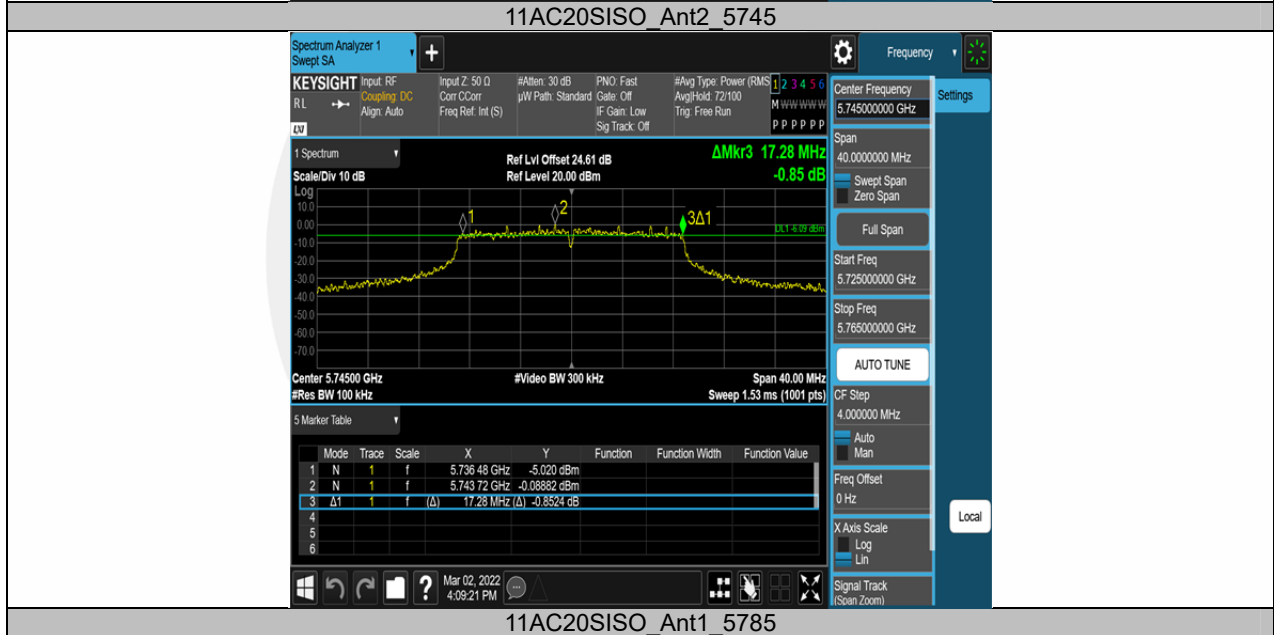 11AC20SISO_Ant2_5745
Spectrum Analyzer 1
Swept SA
Frequency
KEYSIGHT
RL
LXI
Input: RF
Coupling: DC
Align: Auto
Input Z: 50 Ω
Corr CCorr
Freq Ref: Int (S)
#Atten: 30 dB
µW Path: Standard
PNO: Fast
Gate: Off
IF Gain: Low
Sig Track: Off
#Avg Type: Power (RMS
Avg|Hold: 72/100
Trig: Free Run
1 2 3 4 5 6
M W W W W W
P P P P P P
Center Frequency
5.745000000 GHz
Settings
1 Spectrum
Scale/Div 10 dB
Ref Lvl Offset 24.61 dB
Ref Level 20.00 dBm
ΔMkr3 17.28 MHz
-0.85 dB
Log
10.0
0.00
-10.0
-20.0
-30.0
-40.0
-50.0
-60.0
-70.0
1
2
3Δ1
DL1 -6.09 dBm
Center 5.74500 GHz
#Res BW 100 kHz
#Video BW 300 kHz
Span 40.00 MHz
Sweep 1.53 ms (1001 pts)
Span
40.0000000 MHz
Swept Span
Zero Span
Full Span
Start Freq
5.725000000 GHz
Stop Freq
5.765000000 GHz
AUTO TUNE
CF Step
4.000000 MHz
Auto
Man
Freq Offset
0 Hz
X Axis Scale
Log
Lin
Signal Track
(Span Zoom)
Local
5 Marker Table
Mode Trace Scale X Y Function Function Width Function Value
1 N 1 f 5.736 48 GHz -5.020 dBm
2 N 1 f 5.743 72 GHz -0.08882 dBm
3 Δ1 1 f (Δ) 17.28 MHz (Δ) -0.8524 dB
4
5
6
?
Mar 02, 2022
4:09:21 PM
11AC20SISO_Ant1_5785